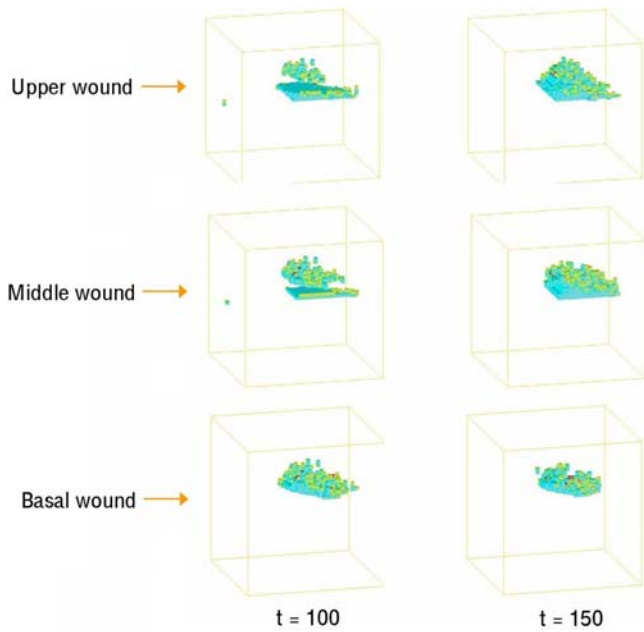 Upper wound
Middle wound
Basal wound
t = 100
t = 150